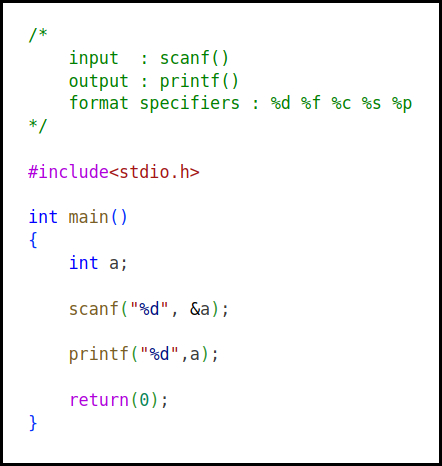 /*
    input  : scanf()
    output : printf()
    format specifiers : %d %f %c %s %p
*/

#include<stdio.h>

int main()
{
    int a;

    scanf("%d", &a);

    printf("%d",a);

    return(0);
}